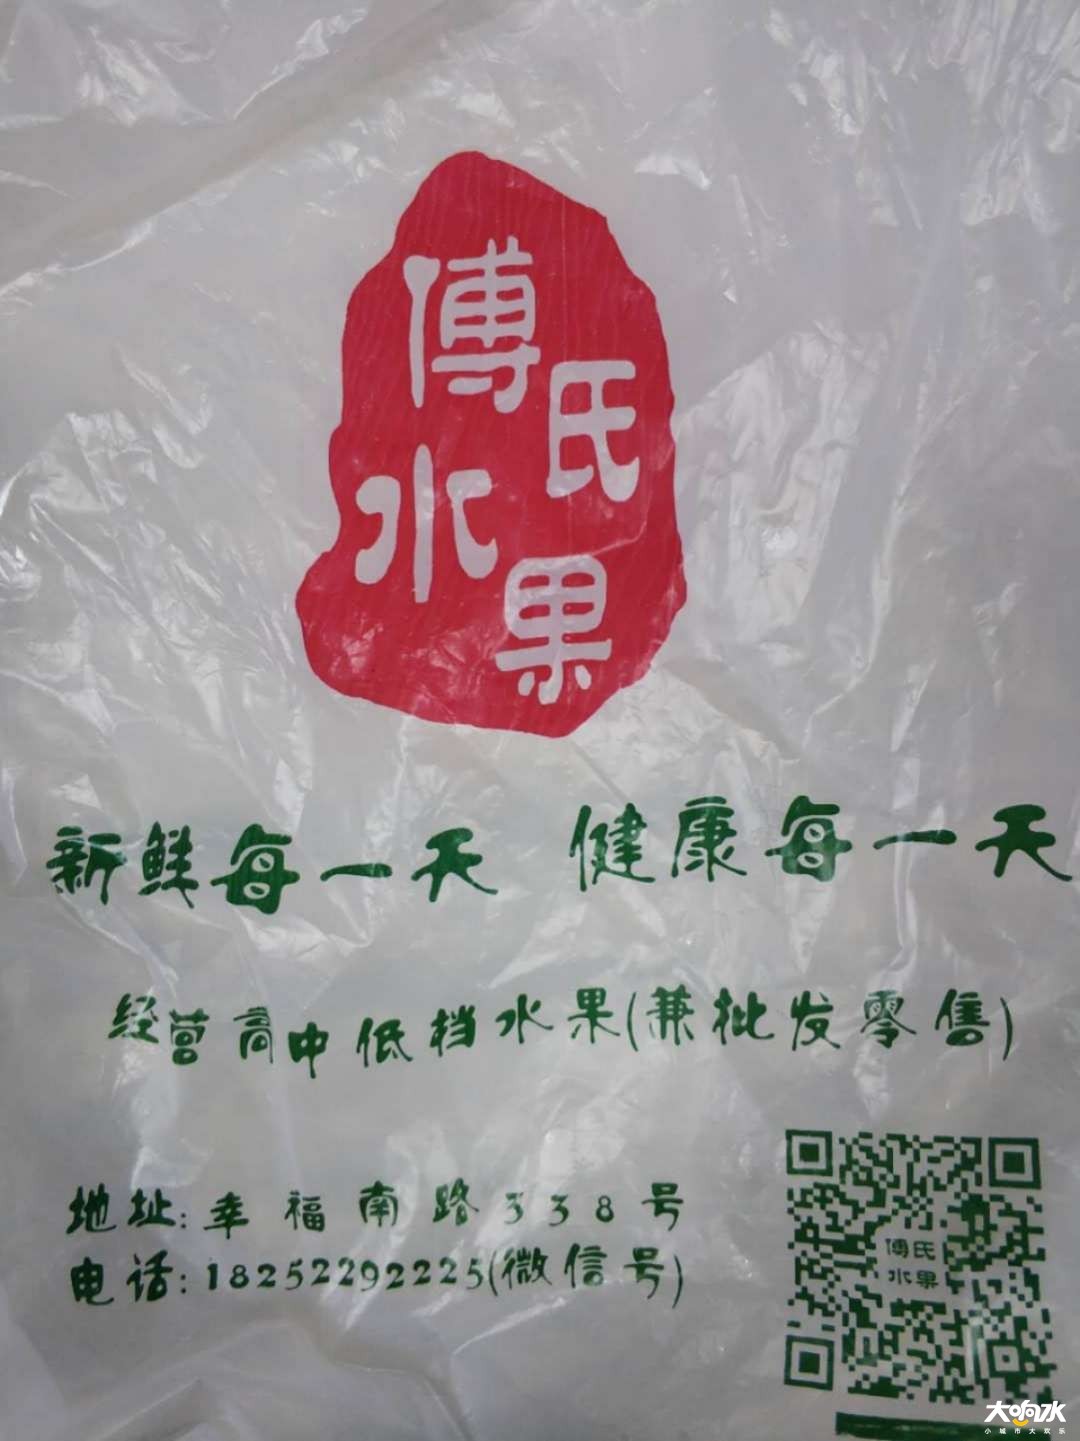 傅氏
水果
新鲜每一天 健康每一天
经营高中低档水果(兼批发零售)
地址:幸福南路338号
电话:18252292225(微信号)
傅氏
水果
大响水
小城市大欢乐